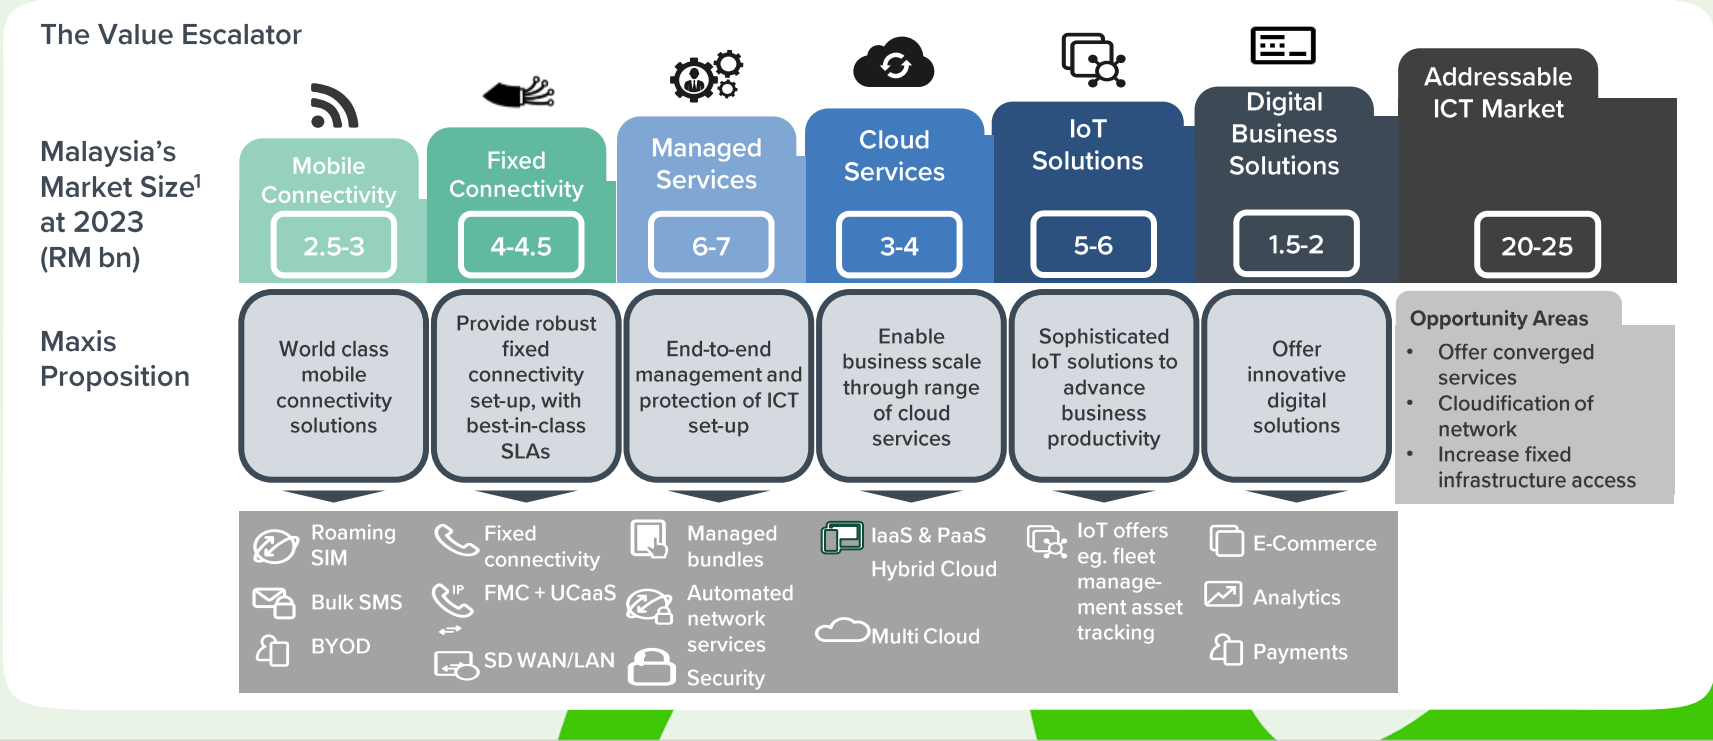 The Value Escalator
Malaysia's
Market Size¹
at 2023
(RM bn)
Mobile
Connectivity
2.5-3
Fixed
Connectivity
4-4.5
Managed
Services
6-7
Cloud
Services
3-4
IoT
Solutions
5-6
Digital
Business
Solutions
1.5-2
Addressable
ICT Market
20-25
Maxis
Proposition
World class
mobile
connectivity
solutions
Provide robust
fixed
connectivity
set-up, with
best-in-class
SLAs
End-to-end
management and
protection of ICT
set-up
Enable
business scale
through range
of cloud
services
Sophisticated
IoT solutions to
advance
business
productivity
Offer
innovative
digital
solutions
Opportunity Areas
• Offer converged
services
• Cloudification of
network
• Increase fixed
infrastructure access
Roaming
SIM
Bulk SMS
BYOD
Fixed
connectivity
IP
FMC + UCaaS
SD WAN/LAN
Managed
bundles
Automated
network
services
Security
IaaS & PaaS
Hybrid Cloud
Multi Cloud
IoT offers
eg. fleet
manage-
ment asset
tracking
E-Commerce
Analytics
Payments